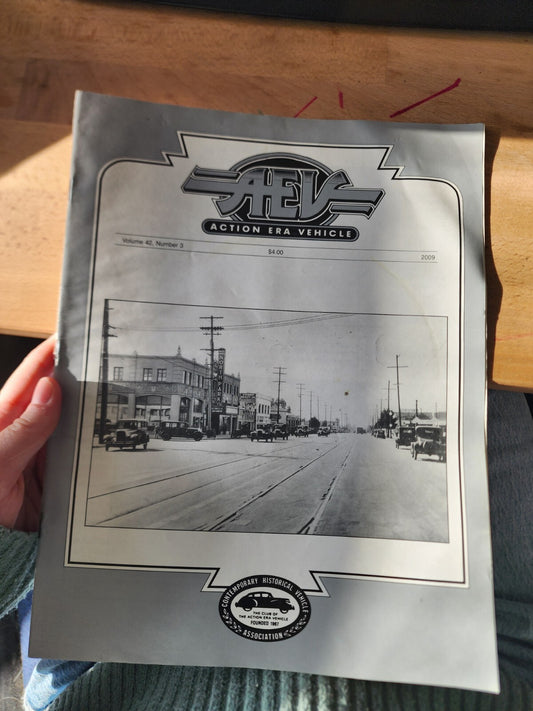 AEV
ACTION ERA VEHICLE
Volume 42, Number 3
$4.00
2009
CONTEMPORARY HISTORICAL VEHICLE
THE CLUB OF
THE ACTION ERA VEHICLE
FOUNDED 1967
ASSOCIATION